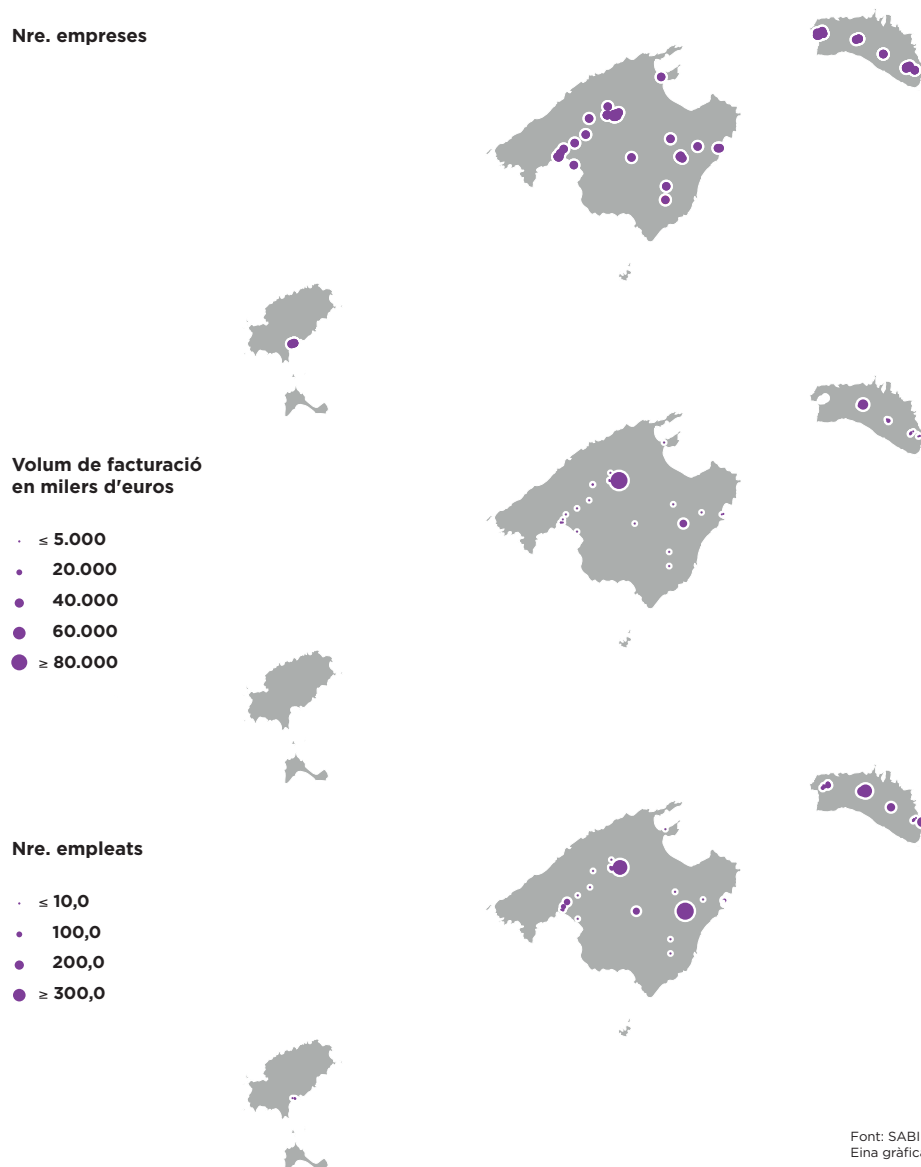 Nre. empreses
Volum de facturació
en milers d'euros
≤ 5.000
20.000
40.000
60.000
≥ 80.000
Nre. empleats
≤ 10,0
100,0
200,0
≥ 300,0
Font: SABI
Eina